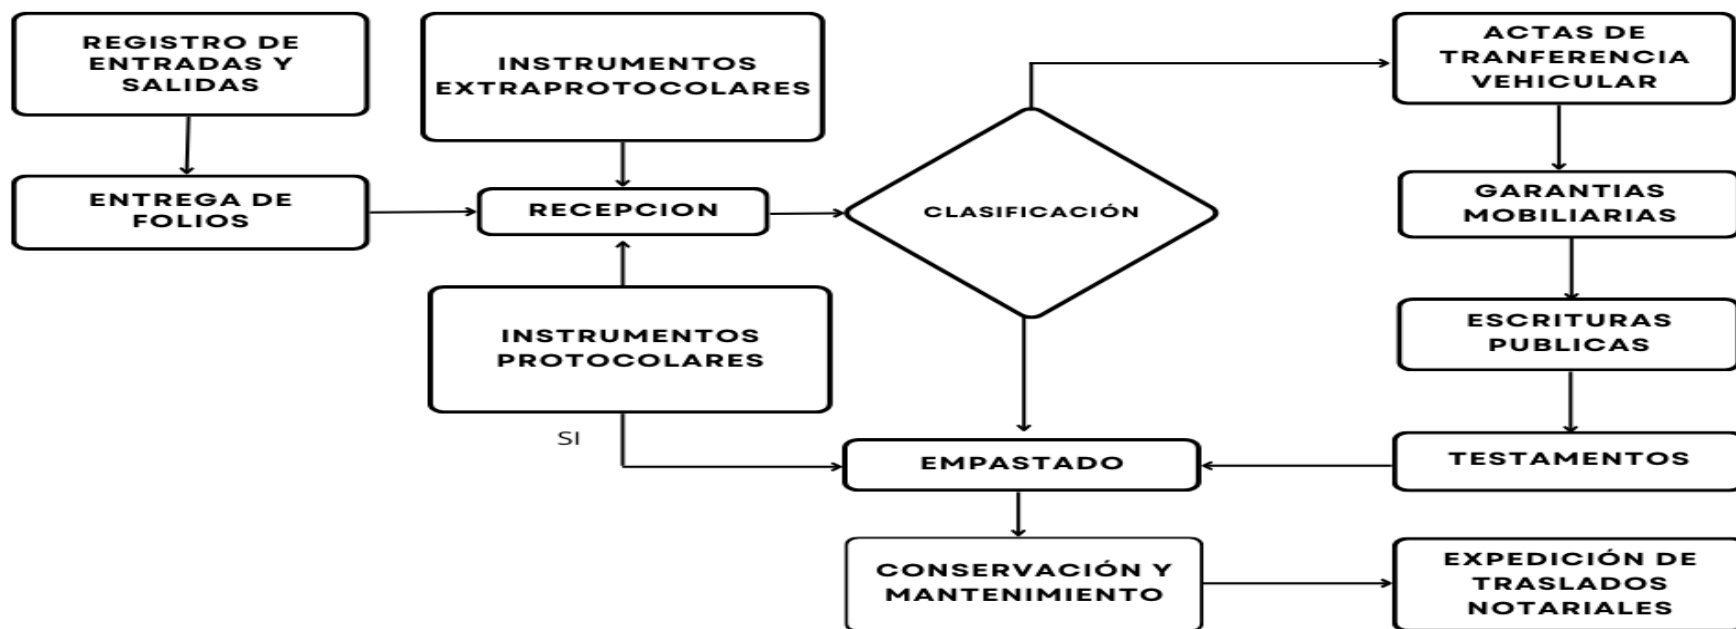 REGISTRO DE
ENTRADAS Y
SALIDAS
INSTRUMENTOS
EXTRAPROTOCOLARES
ACTAS DE
TRANFERENCIA
VEHICULAR
ENTREGA DE
FOLIOS
RECEPCION
CLASIFICACIÓN
GARANTIAS
MOBILIARIAS
INSTRUMENTOS
PROTOCOLARES
ESCRITURAS
PUBLICAS
SI
EMPASTADO
TESTAMENTOS
CONSERVACIÓN Y
MANTENIMIENTO
EXPEDICIÓN DE
TRASLADOS
NOTARIALES